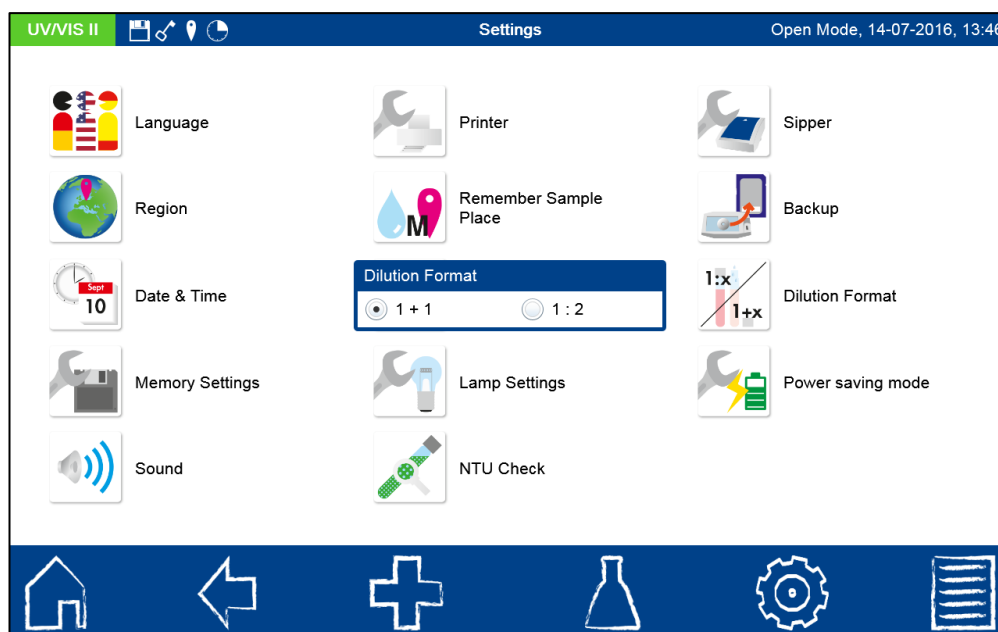 UV/VIS II
Settings
Open Mode, 14-07-2016, 13:46
Language
Printer
Sipper
Region
Remember Sample
Place
M
Backup
Sept
10
Date & Time
Dilution Format
1 + 1
1 : 2
1:x
1+x
Dilution Format
Memory Settings
Lamp Settings
Power saving mode
Sound
NTU Check